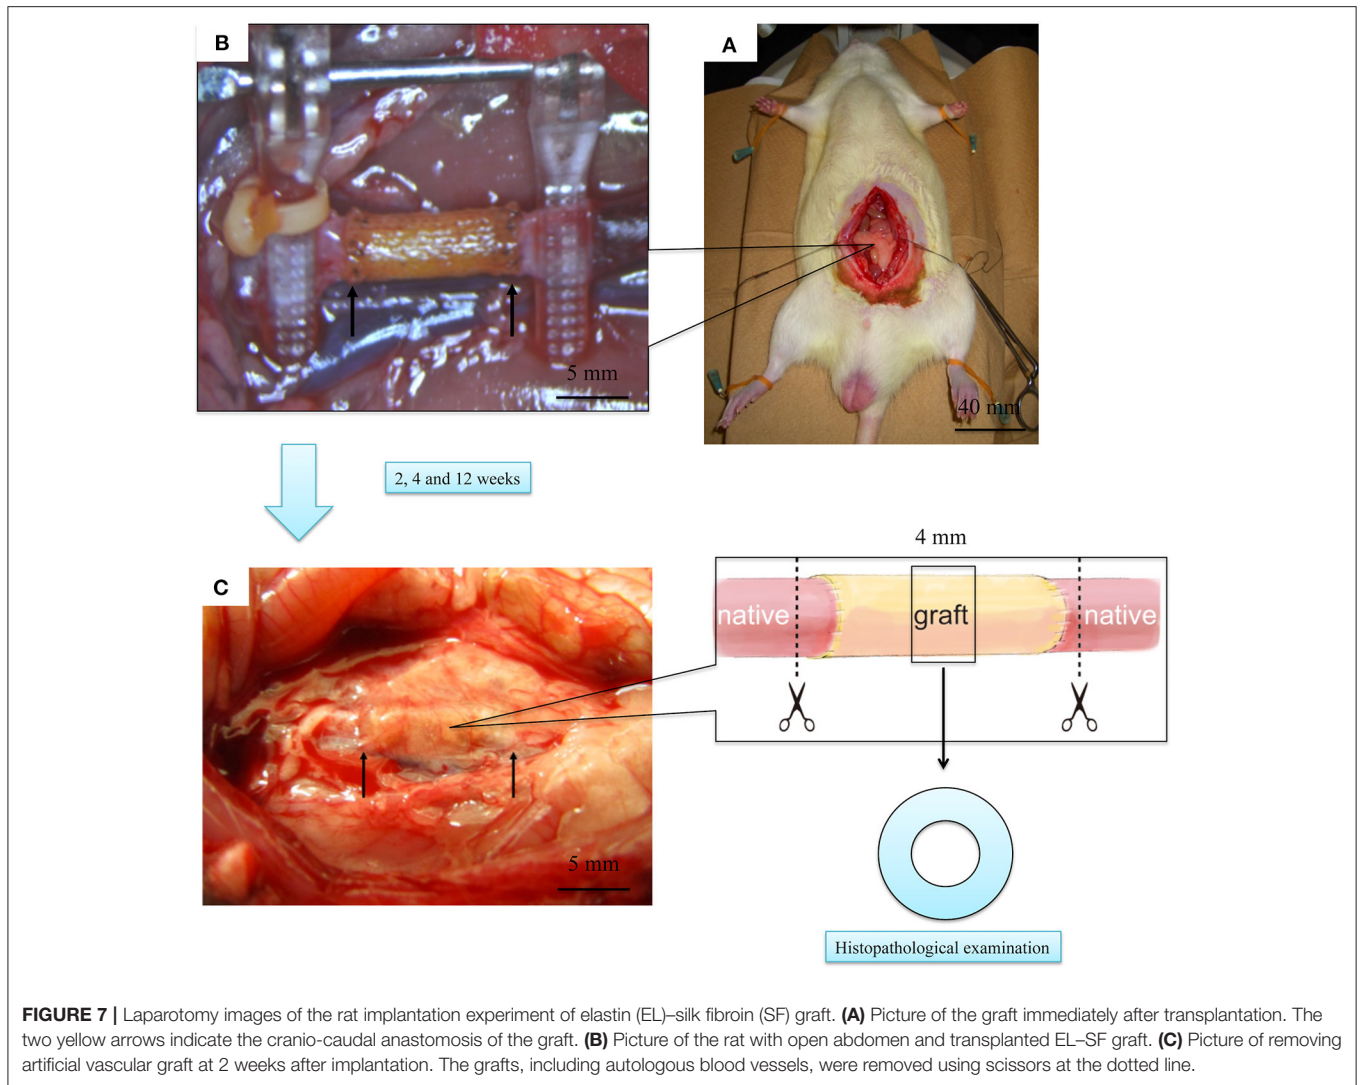 B
A
5 mm
40 mm
2, 4 and 12 weeks
C
5 mm
4 mm
native
graft
native
Histopathological examination
FIGURE 7 | Laparotomy images of the rat implantation experiment of elastin (EL)–silk fibroin (SF) graft. (A) Picture of the graft immediately after transplantation. The
two yellow arrows indicate the cranio-caudal anastomosis of the graft. (B) Picture of the rat with open abdomen and transplanted EL–SF graft. (C) Picture of removing
artificial vascular graft at 2 weeks after implantation. The grafts, including autologous blood vessels, were removed using scissors at the dotted line.